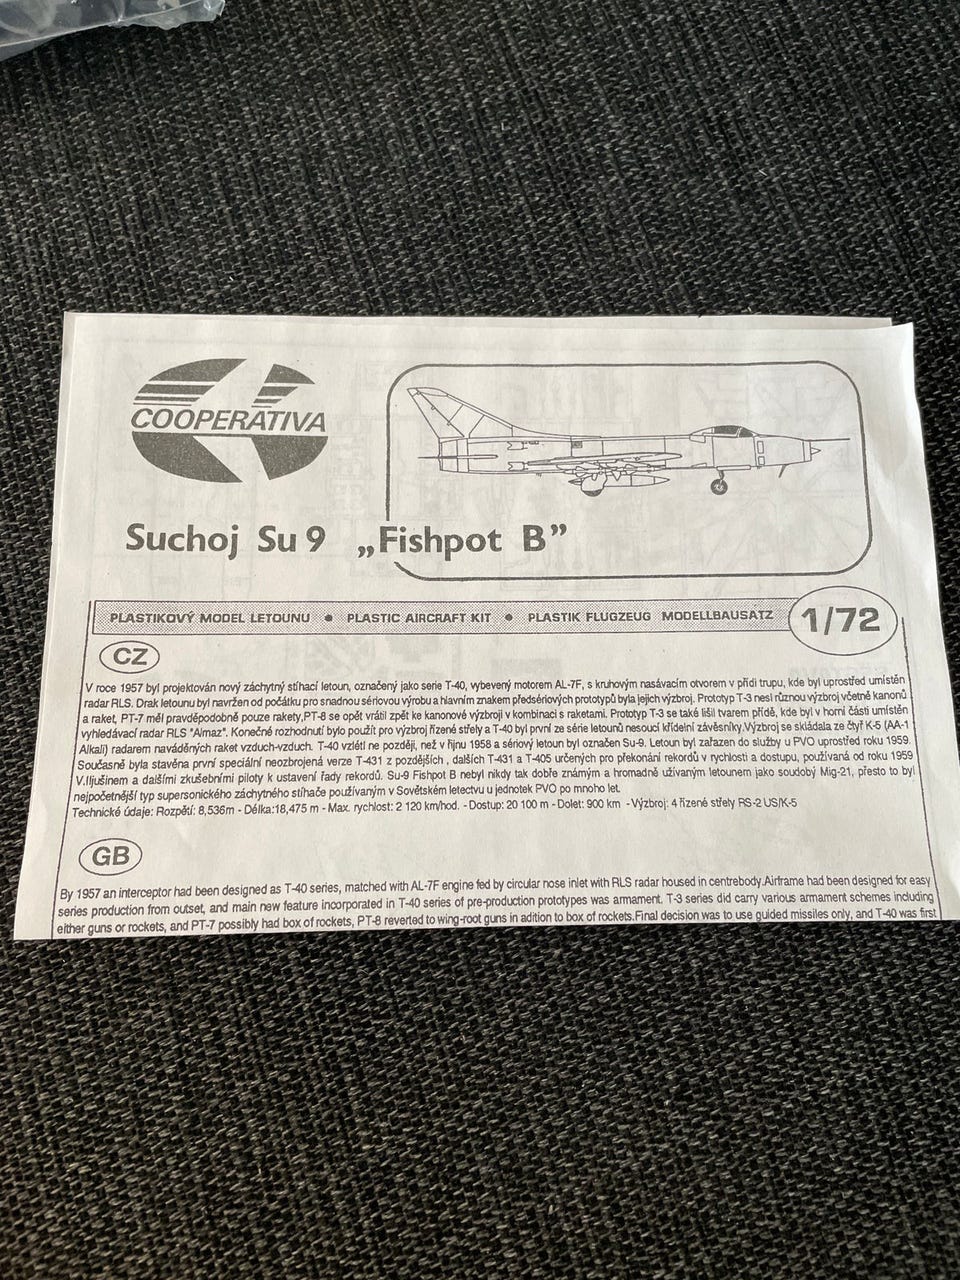 COOPERATIVA
Suchoj Su 9 „Fishpot B”
PLASTIKOVÝ MODEL LETOUNU ● PLASTIC AIRCRAFT KIT ● PLASTIK FLUGZEUG MODELLBAUSATZ 1/72
CZ
V roce 1957 byl projektován nový záchytný stíhací letoun, označený jako serie T-40, vybevený motorem AL-7F, s kruhovým nasávacím otvorem v přídi trupu, kde byl uprostřed umístěn
radar RLS. Drak letounu byl navržen od počátku pro snadnou sériovou výrobu a hlavním znakem předsériových prototypů byla jejich výzbroj. Prototyp T-3 nesl různou výzbroj včetně kanonů
a raket, PT-7 měl pravděpodobně pouze rakety,PT-8 se opět vrátil zpět ke kanonové výzbroji v kombinaci s raketami. Prototyp T-3 se také lišil tvarem přídě, kde byl v horní části umístěn
vyhledávací radar RLS "Almaz". Konečné rozhodnutí bylo použít pro výzbroj řízené střely a T-40 byl první ze série letounů nesoucí křídelní závěsníky.Výzbroj se skládala ze čtyř K-5 (AA-1
Alkali) radarem naváděných raket vzduch-vzduch. T-40 vzlétl ne později, než v říjnu 1958 a sériový letoun byl označen Su-9. Letoun byl zařazen do služby u PVO uprostřed roku 1959.
Současně byla stavěna první speciální neozbrojená verze T-431 z pozdějších , dalších T-431 a T-405 určených pro překonání rekordů v rychlosti a dostupu, používaná od roku 1959
V.Iljušinem a dalšími zkušebními piloty k ustavení řady rekordů. Su-9 Fishpot B nebyl nikdy tak dobře známým a hromadně užívaným letounem jako soudobý Mig-21, přesto to byl
nejpočetnější typ supersonického záchytného stíhače používaným v Sovětském letectvu u jednotek PVO po mnoho let.
Technické údaje: Rozpětí: 8,536m - Délka:18,475 m - Max. rychlost: 2 120 km/hod. - Dostup: 20 100 m - Dolet: 900 km - Výzbroj: 4 řízené střely RS-2 US/K-5
GB
By 1957 an interceptor had been designed as T-40 series, matched with AL-7F engine fed by circular nose inlet with RLS radar housed in centrebody.Airframe had been designed for easy
series production from outset, and main new feature incorporated in T-40 series of pre-production prototypes was armament. T-3 series did carry various armament schemes including
either guns or rockets, and PT-7 possibly had box of rockets, PT-8 reverted to wing-root guns in adition to box of rockets.Final decision was to use guided missiles only, and T-40 was first